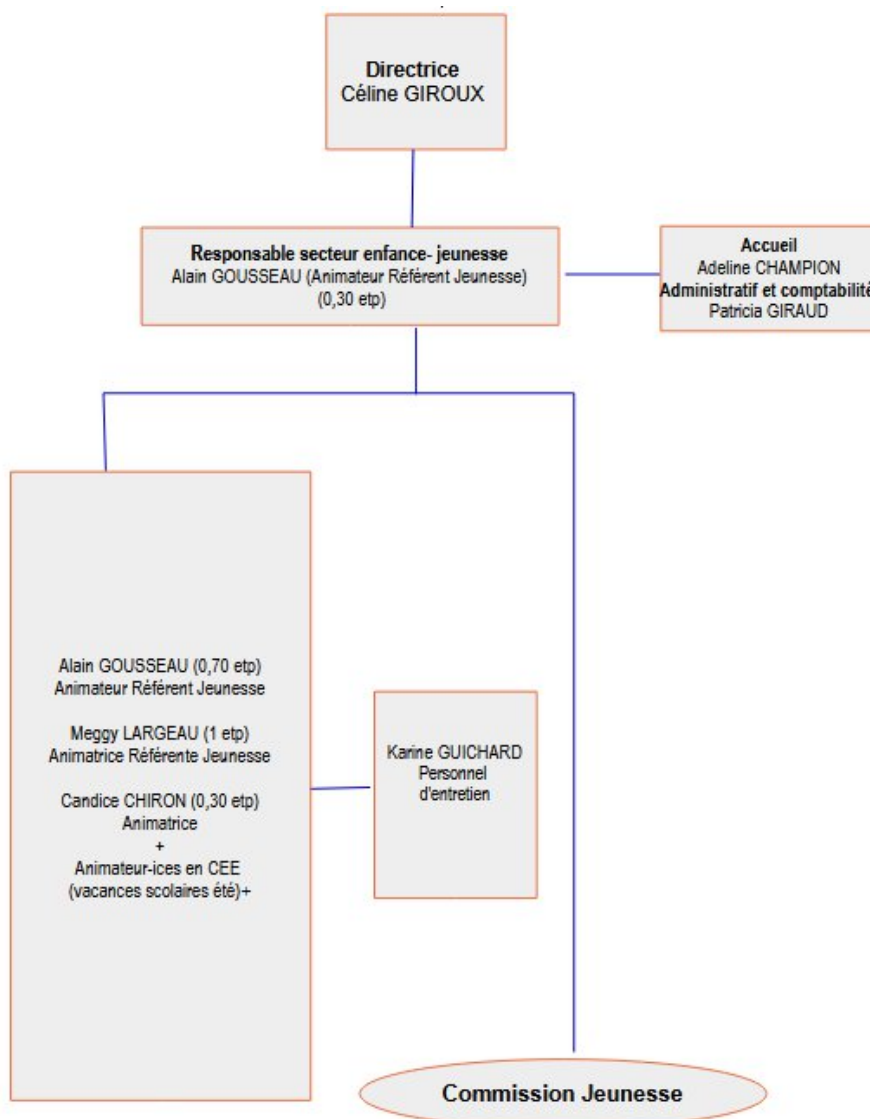 Directrice
Céline GIROUX
Responsable secteur enfance- jeunesse
Alain GOUSSEAU (Animateur Référent Jeunesse)
(0,30 etp)
Accueil
Adeline CHAMPION
Administratif et comptabilité
Patricia GIRAUD
Alain GOUSSEAU (0,70 etp)
Animateur Référent Jeunesse
Meggy LARGEAU (1 etp)
Animatrice Référente Jeunesse
Candice CHIRON (0,30 etp)
Animatrice
+
Animateur-ices en CEE
(vacances scolaires été)+
Karine GUICHARD
Personnel
d'entretien
Commission Jeunesse